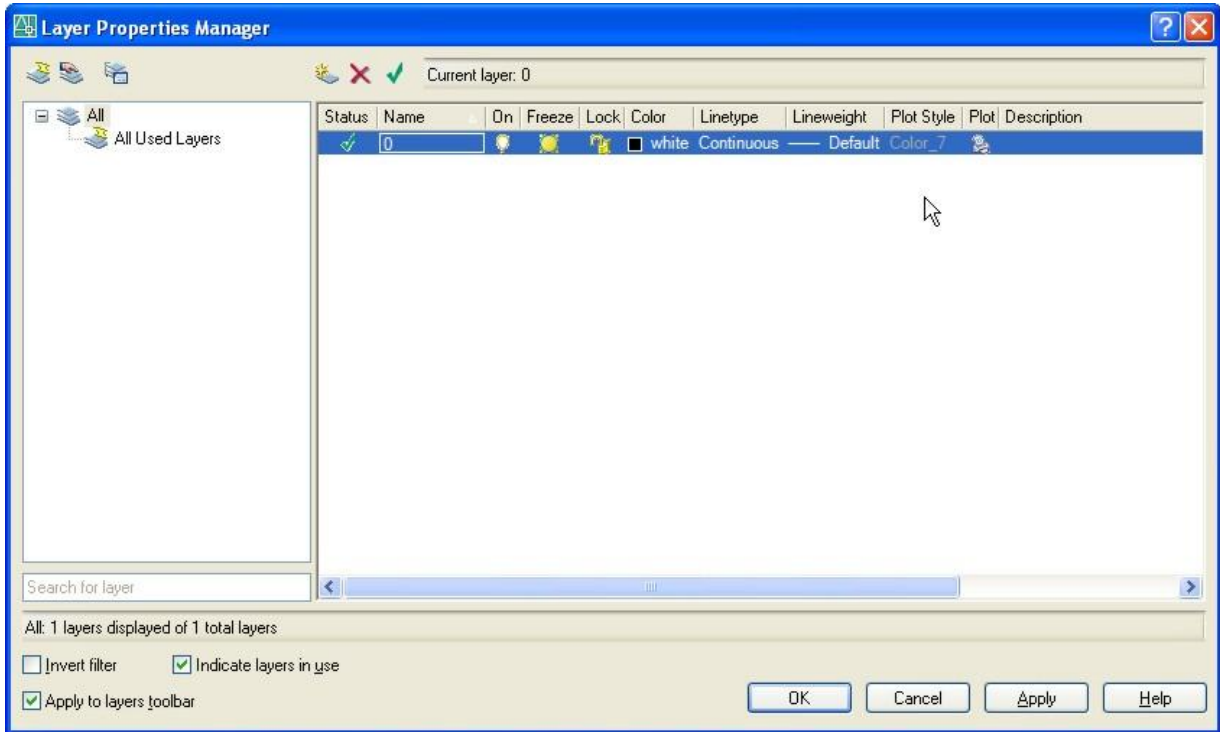 Layer Properties Manager
Current layer: 0
All
All Used Layers
Status Name On Freeze Lock Color Linetype Lineweight Plot Style Plot Description
0 white Continuous Default Color_7
Search for layer
All: 1 layers displayed of 1 total layers
Invert filter Indicate layers in use
Apply to layers toolbar
OK Cancel Apply Help